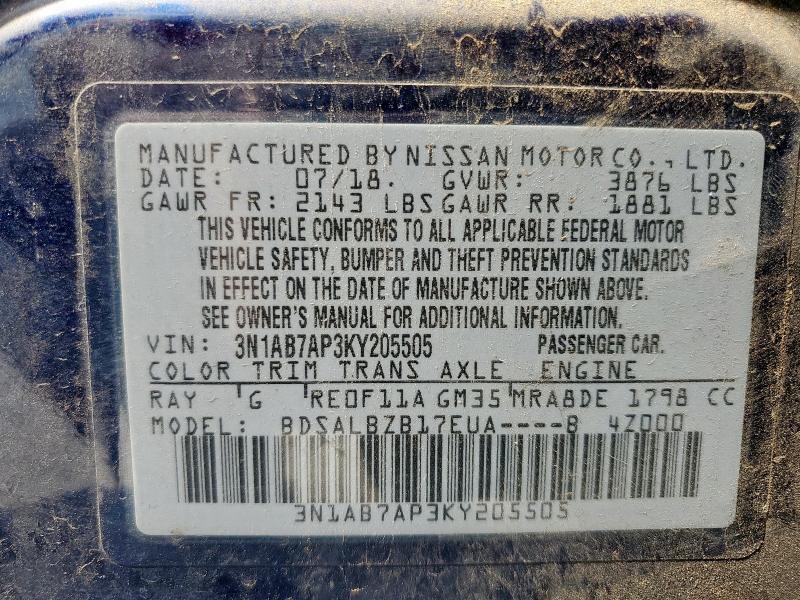 MANUFACTURED BY NISSAN MOTOR CO., LTD.
DATE: 07/18. GVWR: 3876 LBS
GAWR FR: 2143 LBS GAWR RR: 1881 LBS
THIS VEHICLE CONFORMS TO ALL APPLICABLE FEDERAL MOTOR
VEHICLE SAFETY, BUMPER AND THEFT PREVENTION STANDARDS
IN EFFECT ON THE DATE OF MANUFACTURE SHOWN ABOVE.
SEE OWNER'S MANUAL FOR ADDITIONAL INFORMATION.
VIN: 3N1AB7AP3KY205505 PASSENGER CAR.
COLOR TRIM TRANS AXLE ENGINE
RAY G RE0F11A GM35 MRA8DE 1798 CC
MODEL: BDSALBZB17EUA----B 4Z000
3N1AB7AP3KY205505